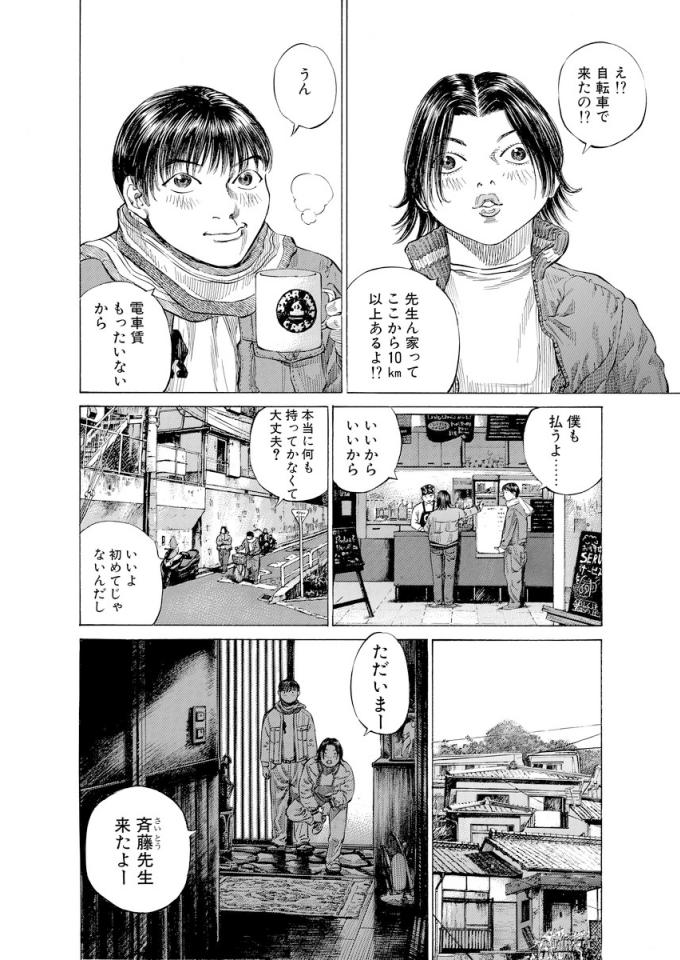 え!?
自転車で
来たの!?
先生ん家って
ここから10㎞
以上あるよ!?
うん
電車賃
もったいない
から
僕も
払うよ……
いいから
いいから
本当に何も
持ってかなくて
大丈夫?
いいよ
初めてじゃ
ないんだし
ただいまー
さいとう
斉藤先生
来たよー